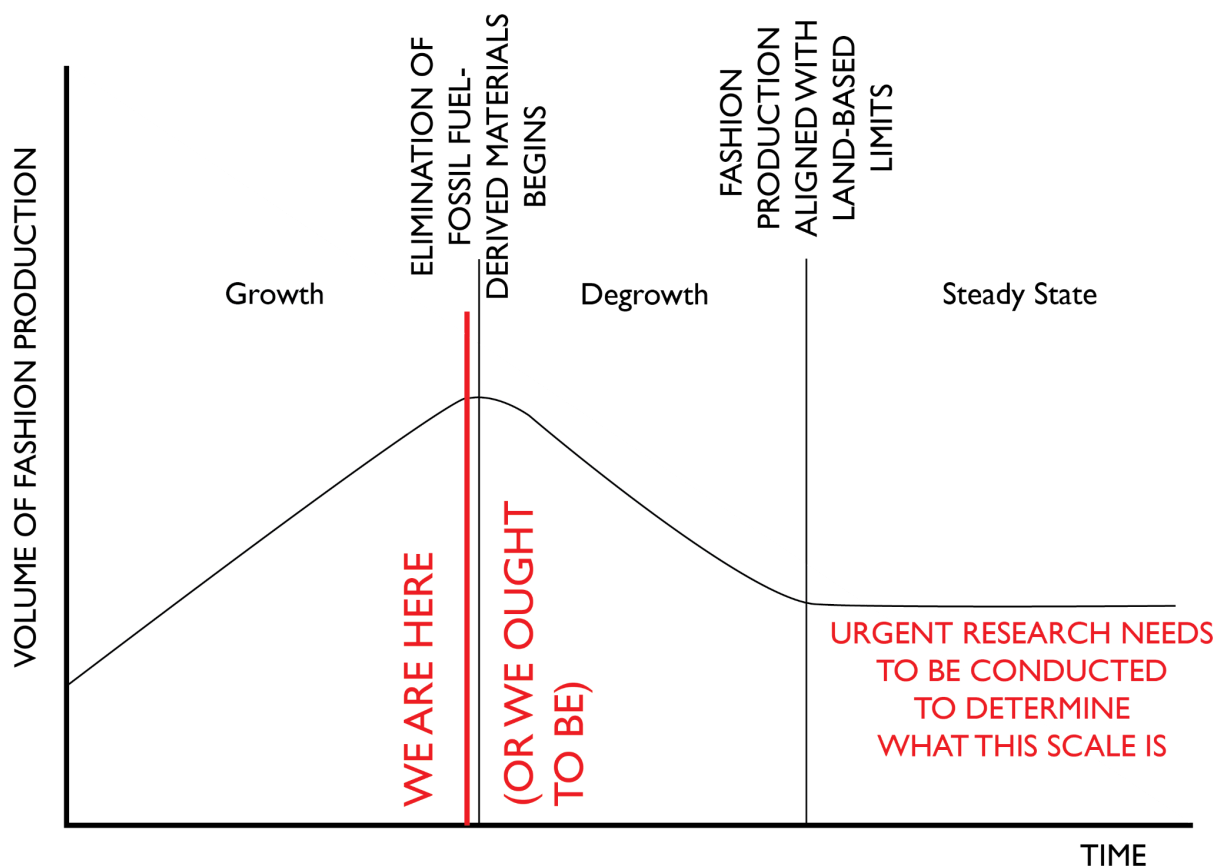 VOLUME OF FASHION PRODUCTION
ELIMINATION OF
FOSSIL FUEL-
DERIVED MATERIALS
BEGINS
FASHION
PRODUCTION
ALIGNED WITH
LAND-BASED
LIMITS
Growth
Degrowth
Steady State
WE ARE HERE
(OR WE OUGHT
TO BE)
URGENT RESEARCH NEEDS
TO BE CONDUCTED
TO DETERMINE
WHAT THIS SCALE IS
TIME